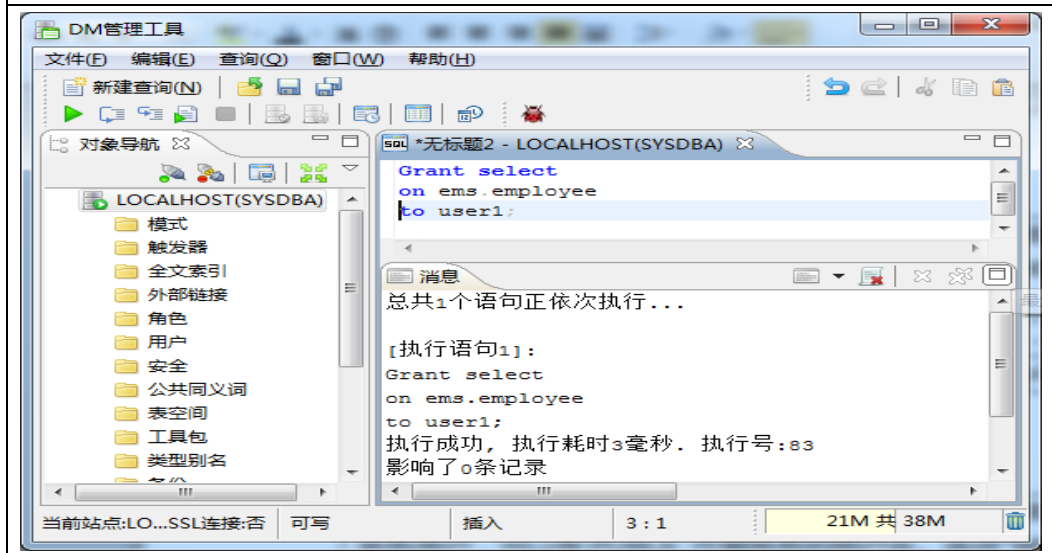 DM管理工具
文件(F) 编辑(E) 查询(Q) 窗口(W) 帮助(H)
新建查询(N)
对象导航
LOCALHOST(SYSDBA)
模式
触发器
全文索引
外部链接
角色
用户
安全
公共同义词
表空间
工具包
类型别名
*无标题2 - LOCALHOST(SYSDBA)
Grant select
on ems.employee
to user1;
消息
总共1个语句正依次执行...
[执行语句1]:
Grant select
on ems.employee
to user1;
执行成功, 执行耗时3毫秒. 执行号:83
影响了0条记录
当前站点:LO...SSL连接:否 可写 插入 3 : 1 21M 共 38M